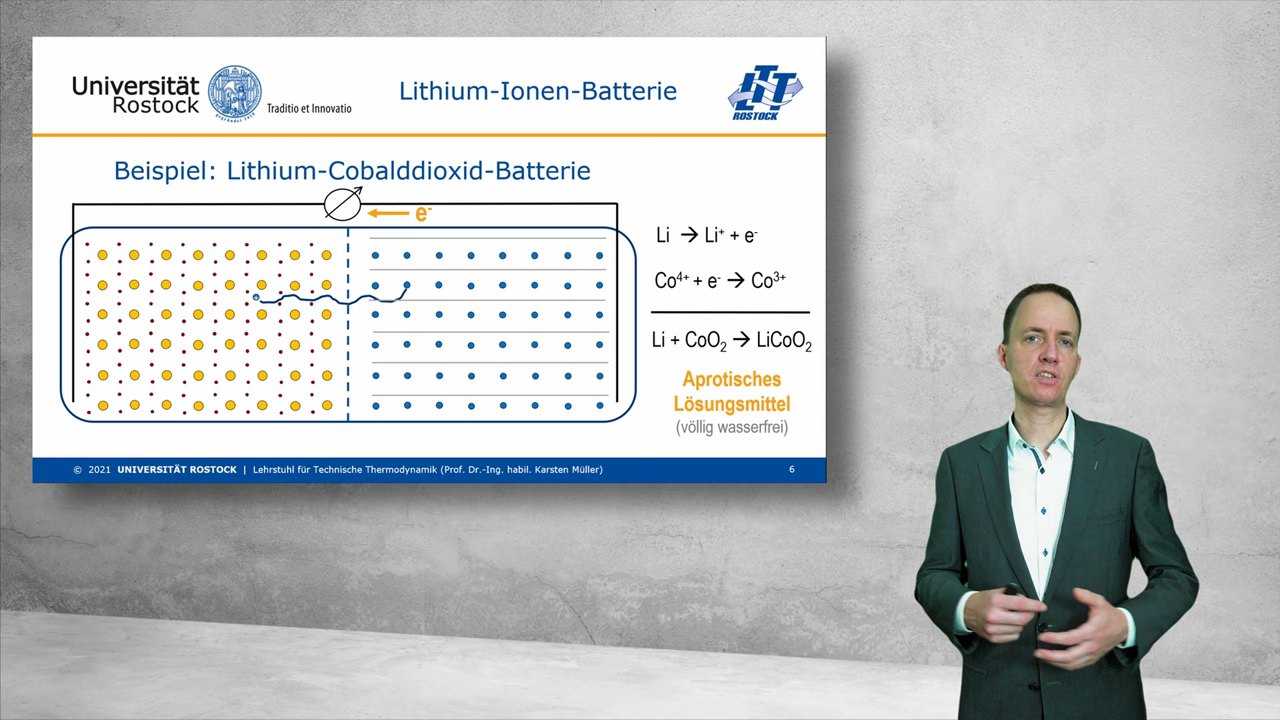 Universität
Rostock
Traditio et Innovatio
Lithium-Ionen-Batterie
LTT
ROSTOCK
Beispiel: Lithium-Cobalddioxid-Batterie
e⁻
Li → Li⁺ + e⁻
Co⁴⁺ + e⁻ → Co³⁺
Li + CoO₂ → LiCoO₂
Aprotisches
Lösungsmittel
(völlig wasserfrei)
© 2021 UNIVERSITÄT ROSTOCK | Lehrstuhl für Technische Thermodynamik (Prof. Dr.-Ing. habil. Karsten Müller)
6